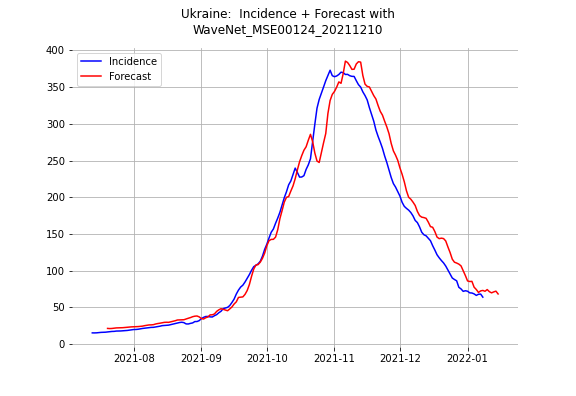 Ukraine:  Incidence + Forecast with
WaveNet_MSE00124_20211210
Incidence
Forecast
400
350
300
250
200
150
100
50
0
2021-08 2021-09 2021-10 2021-11 2021-12 2022-01